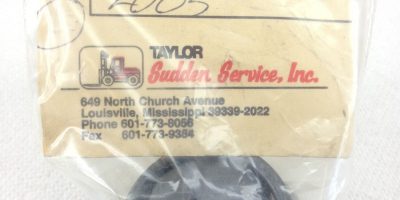 2005
TAYLOR
Sudden Service, Inc.
649 North Church Avenue
Louisville, Mississippi 39339-2022
Phone 601-773-8056
Fax 601-773-9384